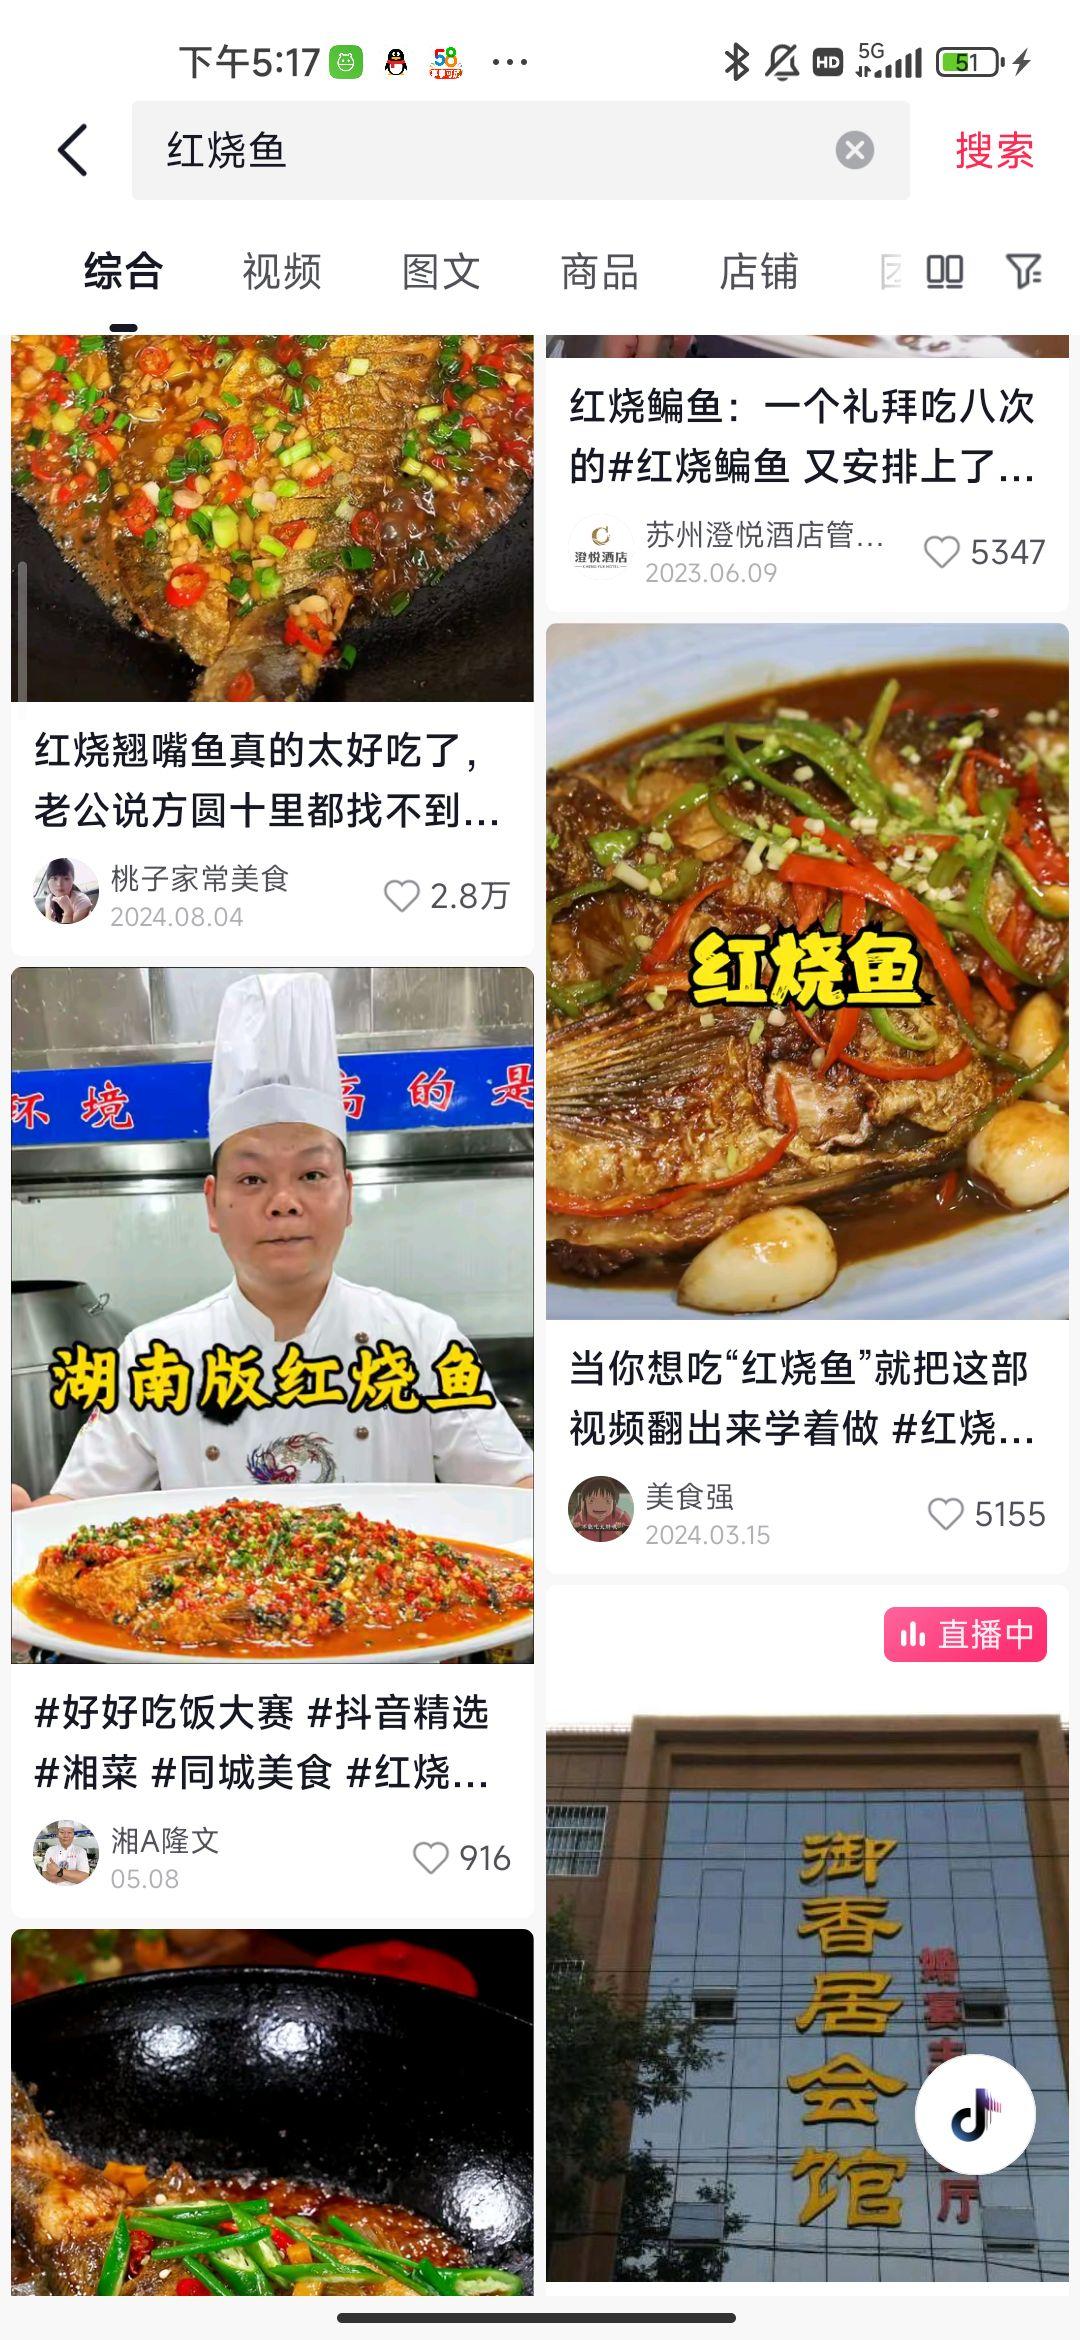 下午5:17
58
HD
5G
51
红烧鱼
搜索
综合
视频
图文
商品
店铺
红烧翘嘴鱼真的太好吃了，
老公说方圆十里都找不到...
桃子家常美食
2024.08.04
2.8万
环境
高的是
湖南版红烧鱼
#好好吃饭大赛 #抖音精选
#湘菜 #同城美食 #红烧...
湘A隆文
05.08
916
红烧鳊鱼：一个礼拜吃八次
的#红烧鳊鱼 又安排上了...
澄悦酒店
苏州澄悦酒店管...
2023.06.09
5347
红烧鱼
当你想吃“红烧鱼”就把这部
视频翻出来学着做 #红烧...
美食强
2024.03.15
5155
直播中
御香居会馆
厅